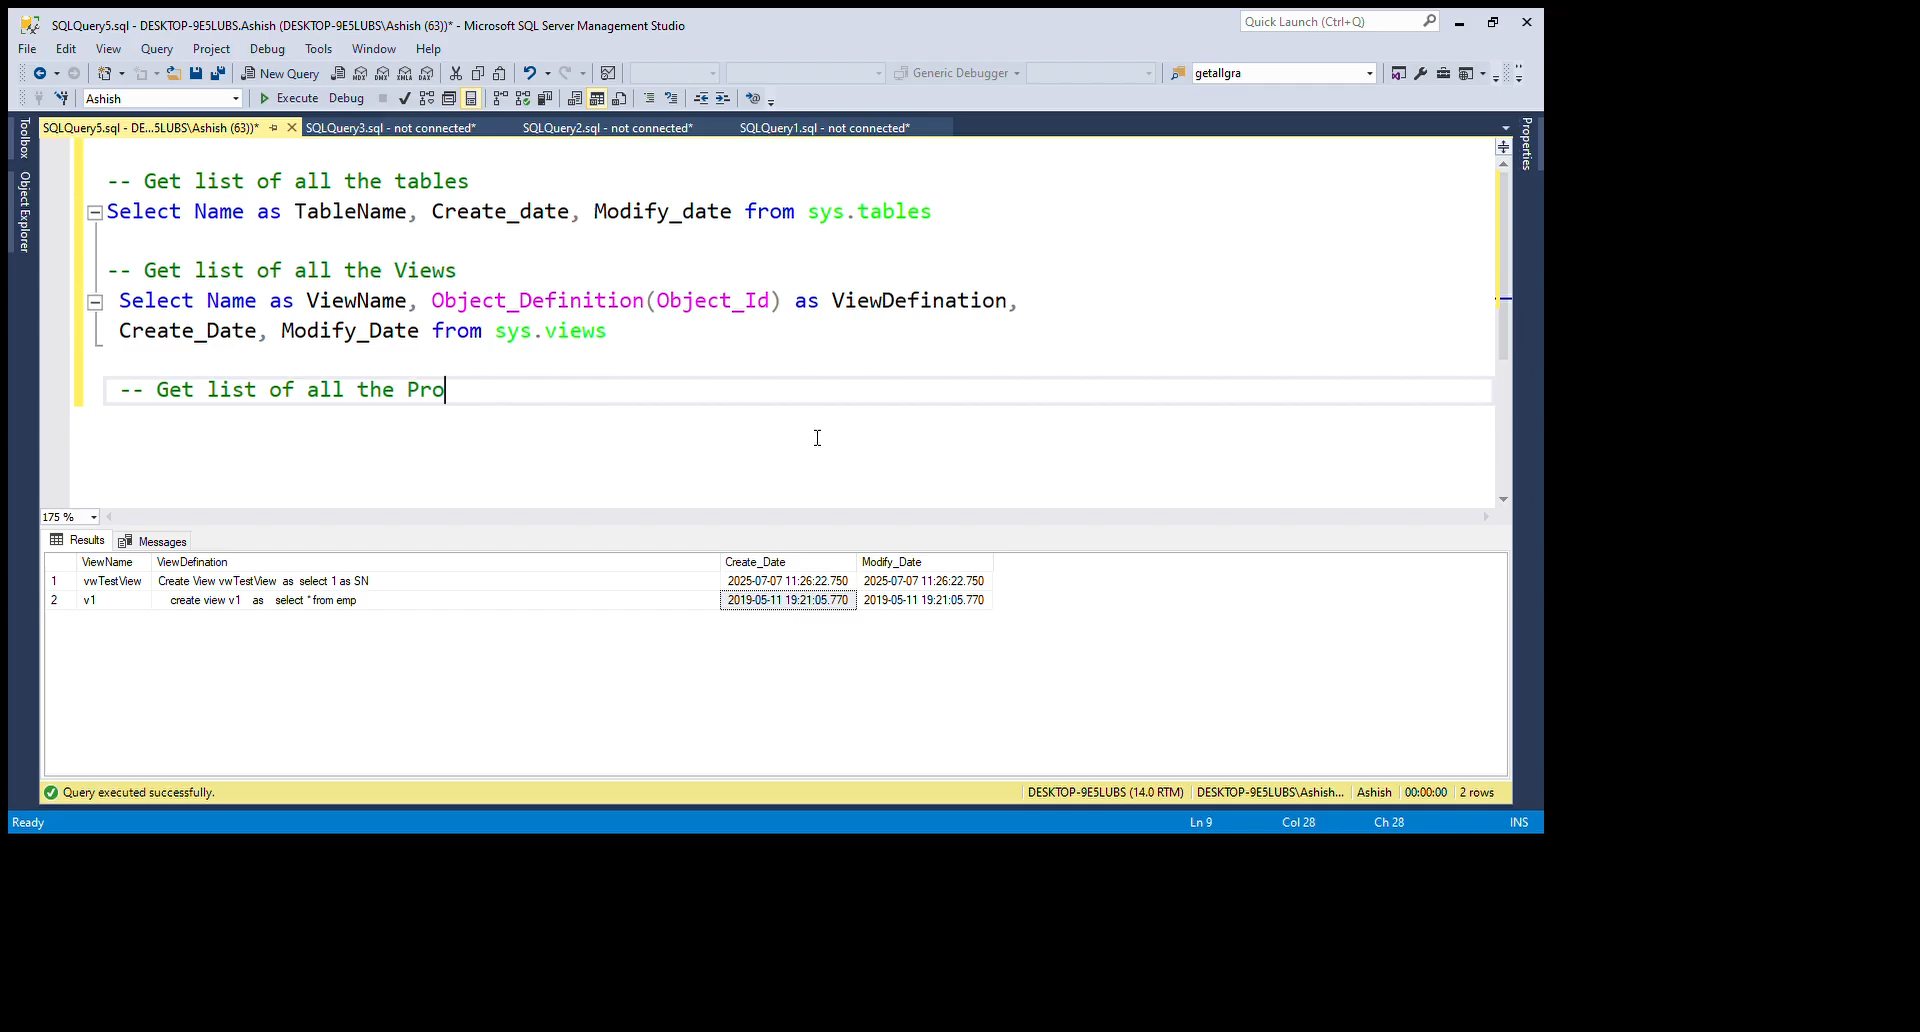 SQLQuery5.sql - DESKTOP-9E5LUBS.Ashish (DESKTOP-9E5LUBS\Ashish (63))* - Microsoft SQL Server Management Studio
Quick Launch (Ctrl+Q)
File Edit View Query Project Debug Tools Window Help
New Query MDX DMX XMLA DAX Generic Debugger getallgra
Ashish Execute Debug
Toolbox
Object Explorer
SQLQuery5.sql - DE...5LUBS\Ashish (63))* SQLQuery3.sql - not connected* SQLQuery2.sql - not connected* SQLQuery1.sql - not connected*
Properties
-- Get list of all the tables
Select Name as TableName, Create_date, Modify_date from sys.tables
-- Get list of all the Views
Select Name as ViewName, Object_Definition(Object_Id) as ViewDefination,
Create_Date, Modify_Date from sys.views
-- Get list of all the Pro
175 %
Results Messages
ViewName ViewDefination Create_Date Modify_Date
1 vwTestView Create View vwTestView as select 1 as SN 2025-07-07 11:26:22.750 2025-07-07 11:26:22.750
2 v1 create view v1 as select * from emp 2019-05-11 19:21:05.770 2019-05-11 19:21:05.770
Query executed successfully. DESKTOP-9E5LUBS (14.0 RTM) DESKTOP-9E5LUBS\Ashish... Ashish 00:00:00 2 rows
Ready Ln 9 Col 28 Ch 28 INS